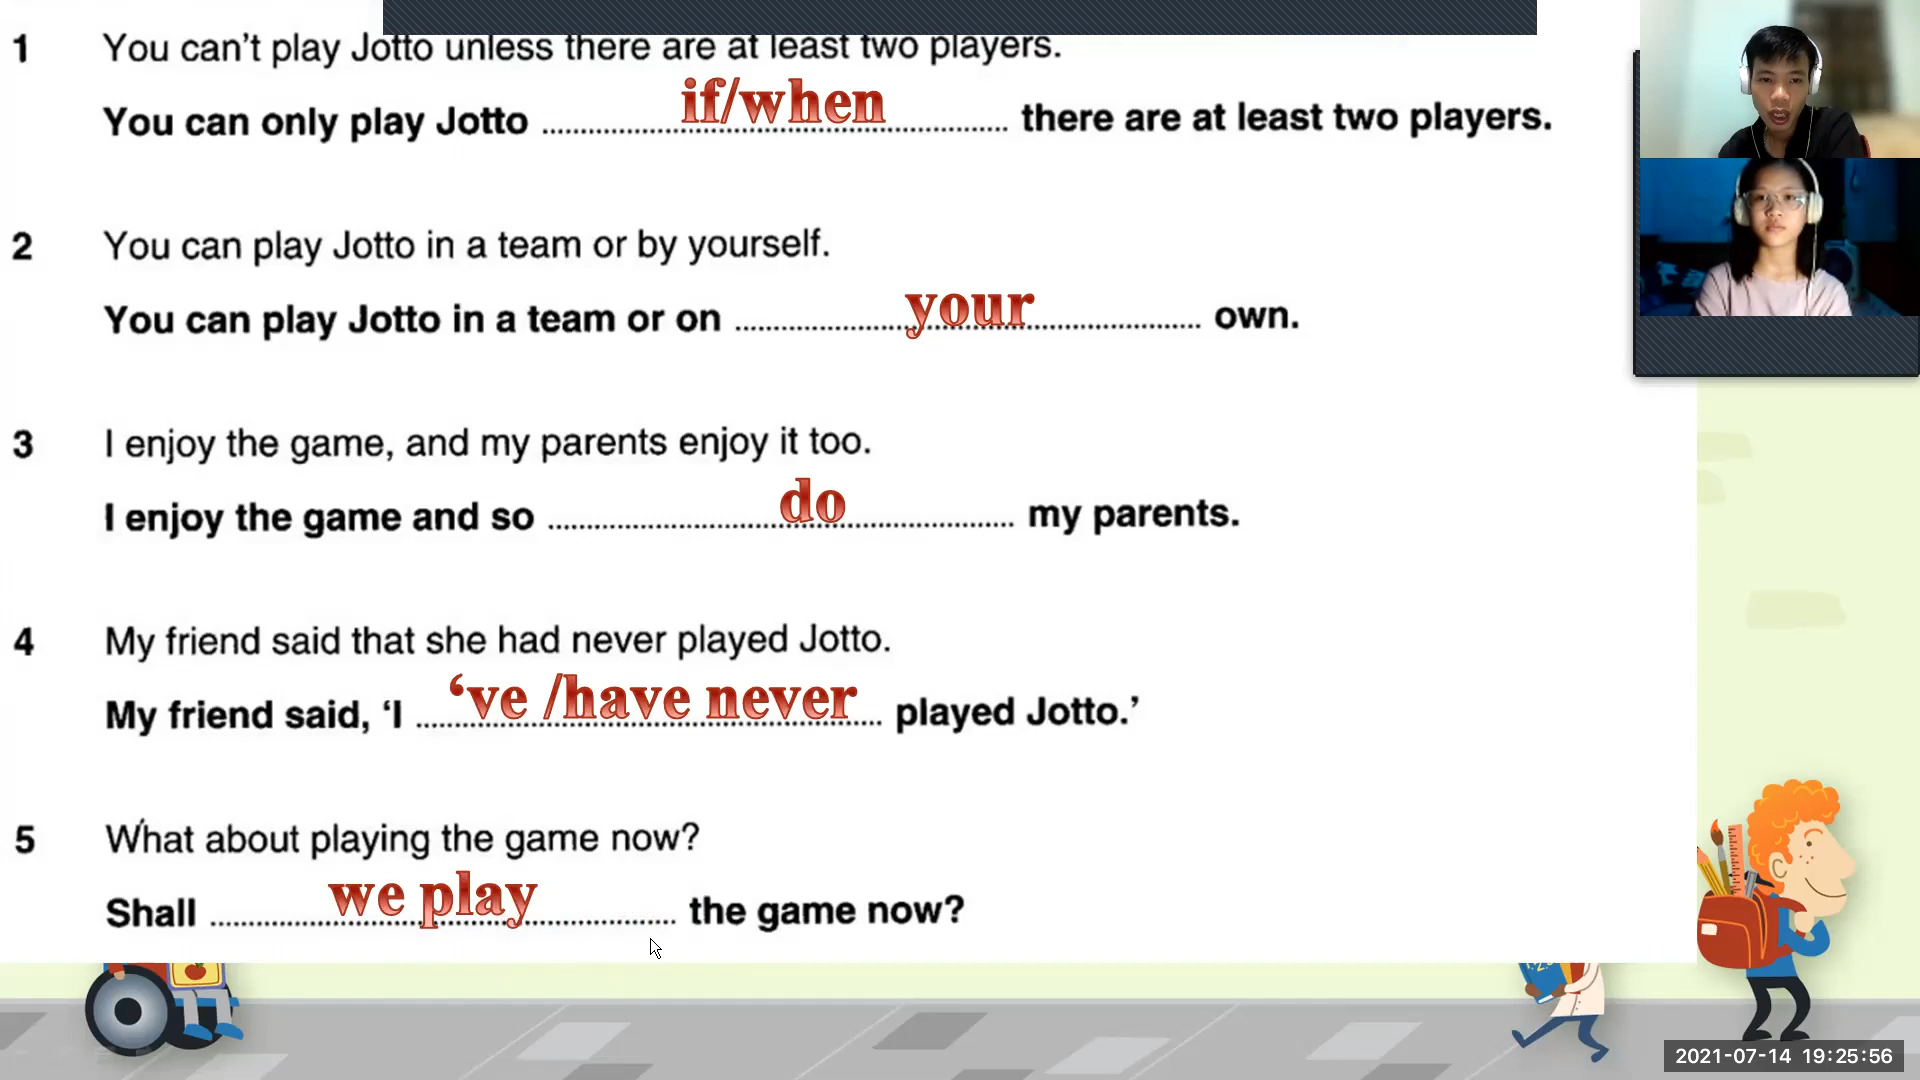 1 You can't play Jotto unless there are at least two players.
You can only play Jotto if/when there are at least two players.
2 You can play Jotto in a team or by yourself.
You can play Jotto in a team or on your own.
3 I enjoy the game, and my parents enjoy it too.
I enjoy the game and so do my parents.
4 My friend said that she had never played Jotto.
My friend said, 'I 've /have never played Jotto.'
5 What about playing the game now?
Shall we play the game now?
2021-07-14 19:25:56